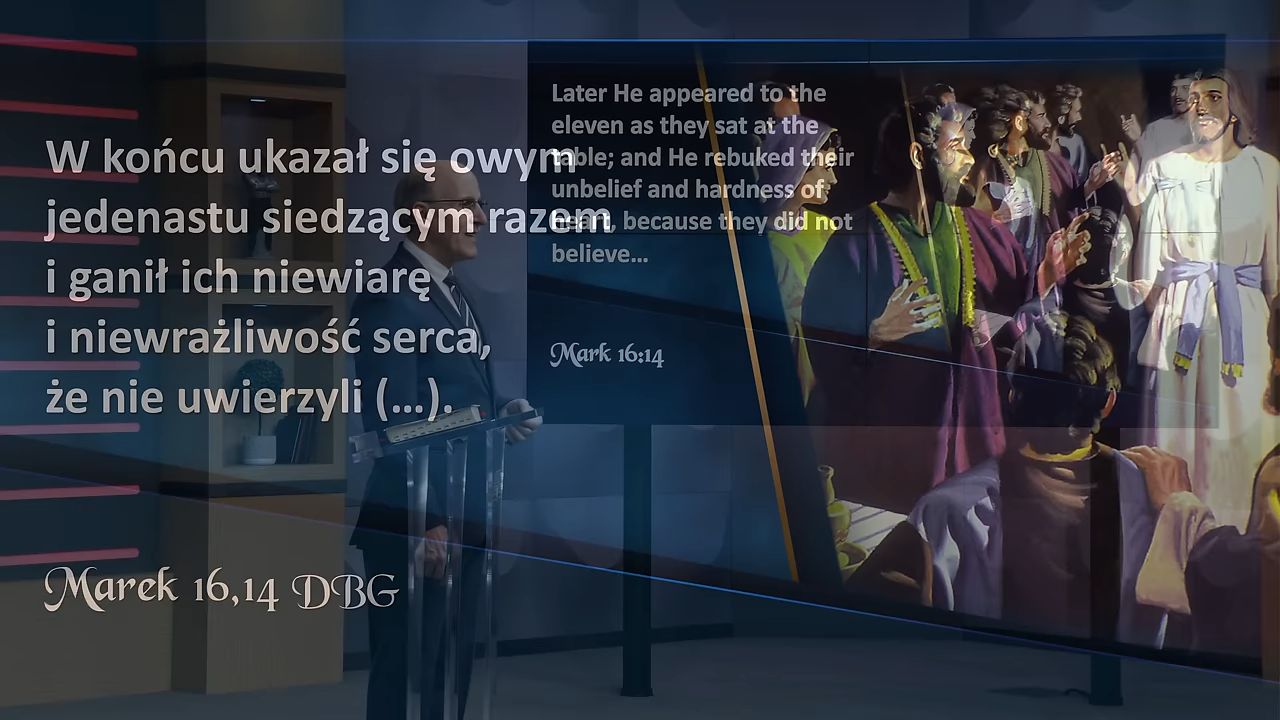 W końcu ukazał się owym
jedenastu siedzącym razem
i ganił ich niewiarę
i niewrażliwość serca,
że nie uwierzyli (...).
Marek 16,14 DBG
Later He appeared to the
eleven as they sat at the
table; and He rebuked their
unbelief and hardness of
heart, because they did not
believe...
Mark 16:14